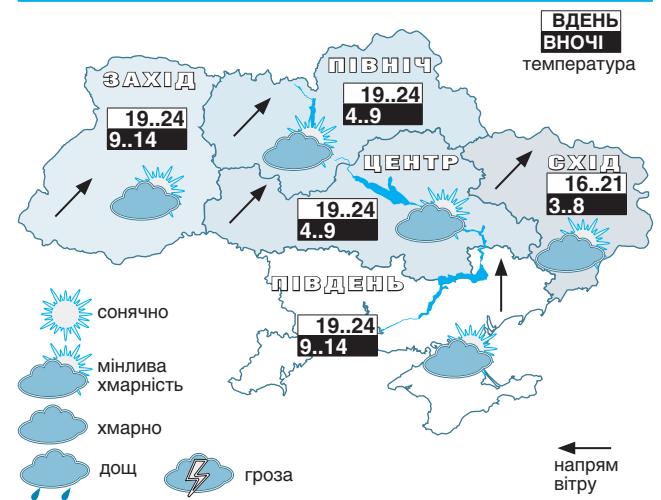 ВДЕНЬ
ВНОЧІ
температура
ЗАХІД
19..24
9..14
ПІВНІЧ
19..24
4..9
ЦЕНТР
19..24
4..9
СХІД
16..21
3..8
ПІВДЕНЬ
19..24
9..14
сонячно
мінлива
хмарність
хмарно
дощ
гроза
напрям
вітру